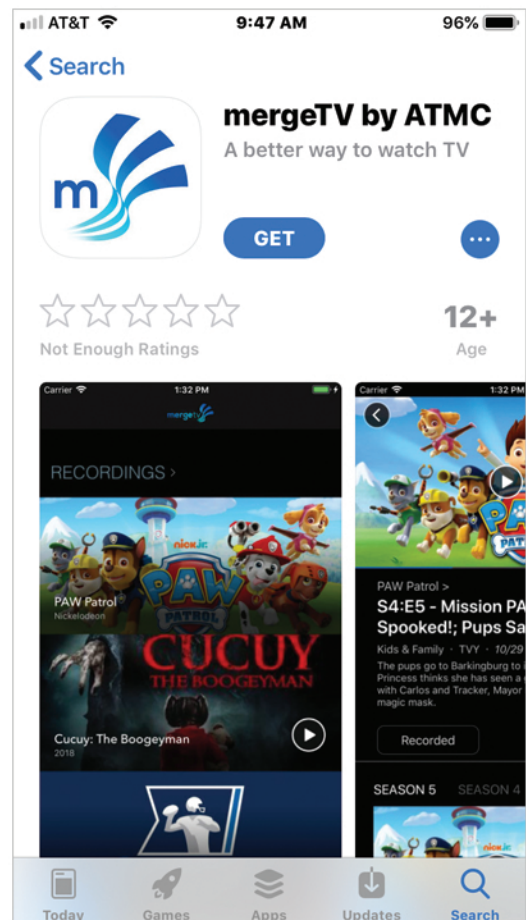 AT&T 9:47 AM 96%
Search
m
mergeTV by ATMC
A better way to watch TV
GET
Not Enough Ratings
12+
Age
Carrier 1:32 PM
mergetv
RECORDINGS >
nick jr.
PAW
PATROL
PAW Patrol
Nickelodeon
CUCUY
THE BOOGEYMAN
Cucuy: The Boogeyman
2018
Carrier 1:32 PM
PAW Patrol >
S4:E5 - Mission PA
Spooked!; Pups Sa
Kids & Family · TVY · 10/29
The pups go to Barkingburg to
Princess thinks she has seen a
with Carlos and Tracker, Mayor
magic mask.
Recorded
SEASON 5 SEASON 4
nick jr.
Today Games Apps Updates Search